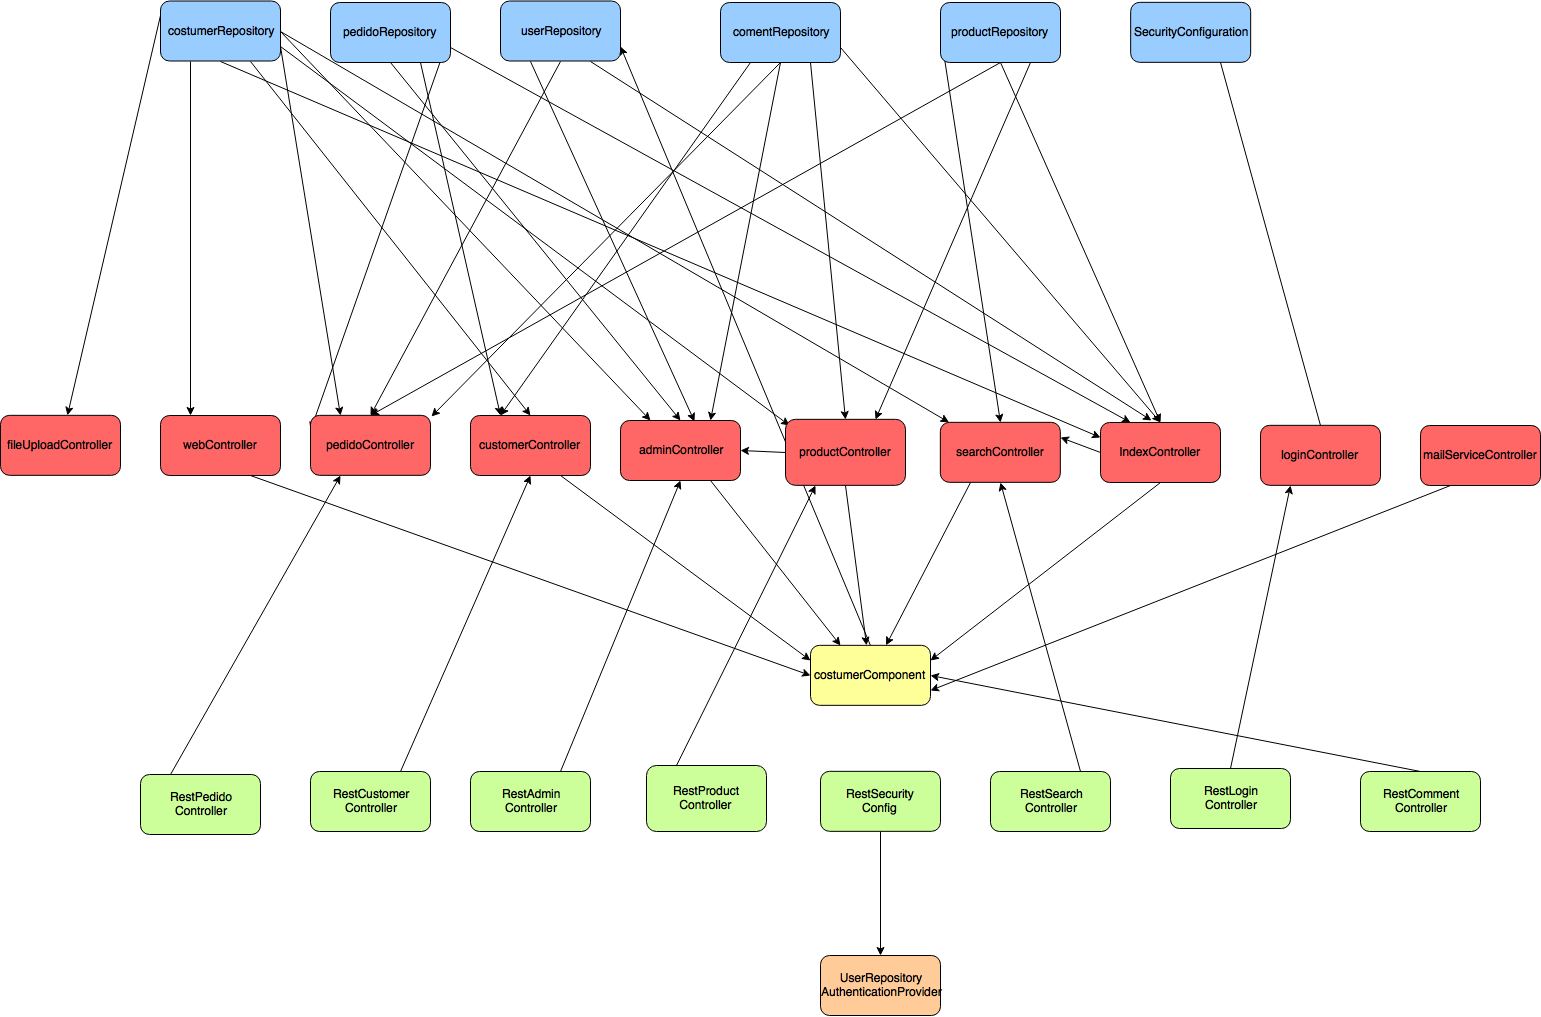 costumerRepository
pedidoRepository
userRepository
comentRepository
productRepository
SecurityConfiguration
fileUploadController
webController
pedidoController
customerController
adminController
productController
searchController
IndexController
loginController
mailServiceController
costumerComponent
RestPedido
Controller
RestCustomer
Controller
RestAdmin
Controller
RestProduct
Controller
RestSecurity
Config
RestSearch
Controller
RestLogin
Controller
RestComment
Controller
UserRepository
AuthenticationProvider